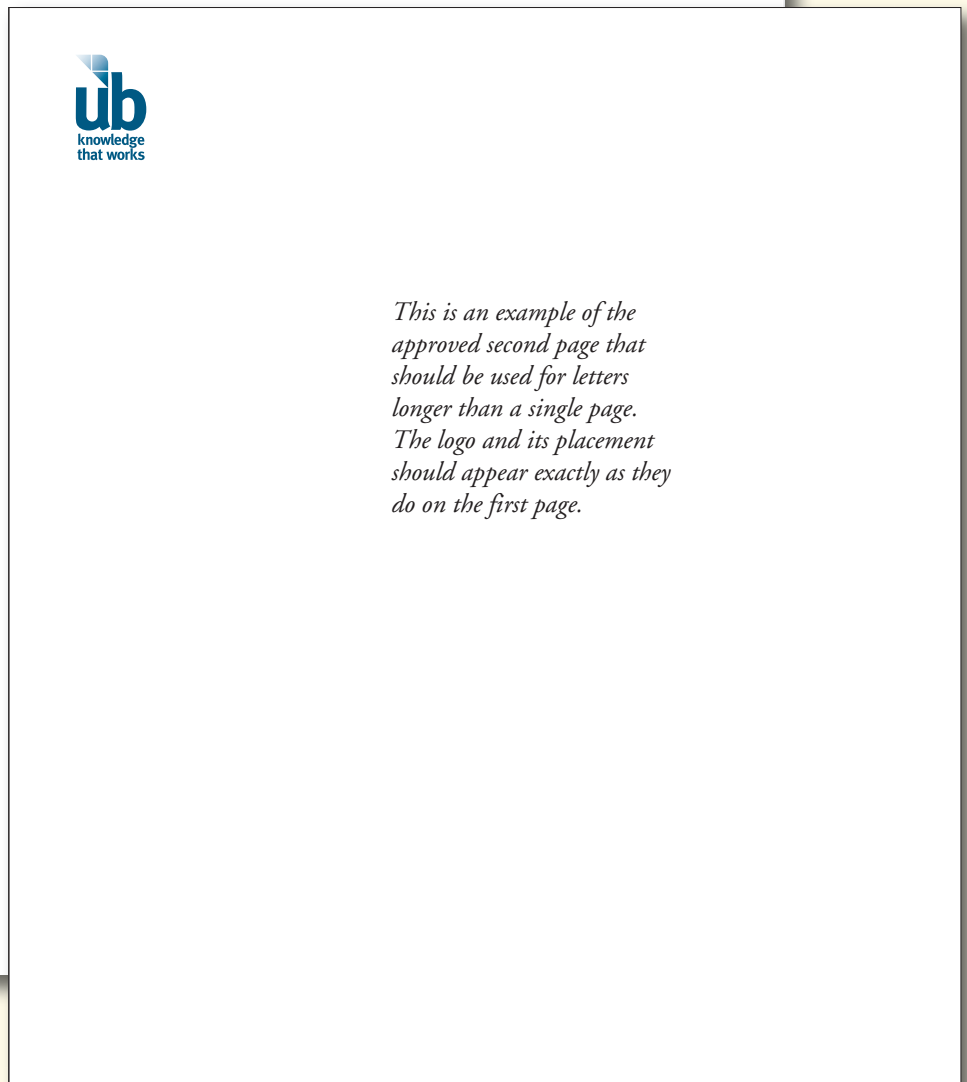 ub
knowledge
that works
This is an example of the
approved second page that
should be used for letters
longer than a single page.
The logo and its placement
should appear exactly as they
do on the first page.